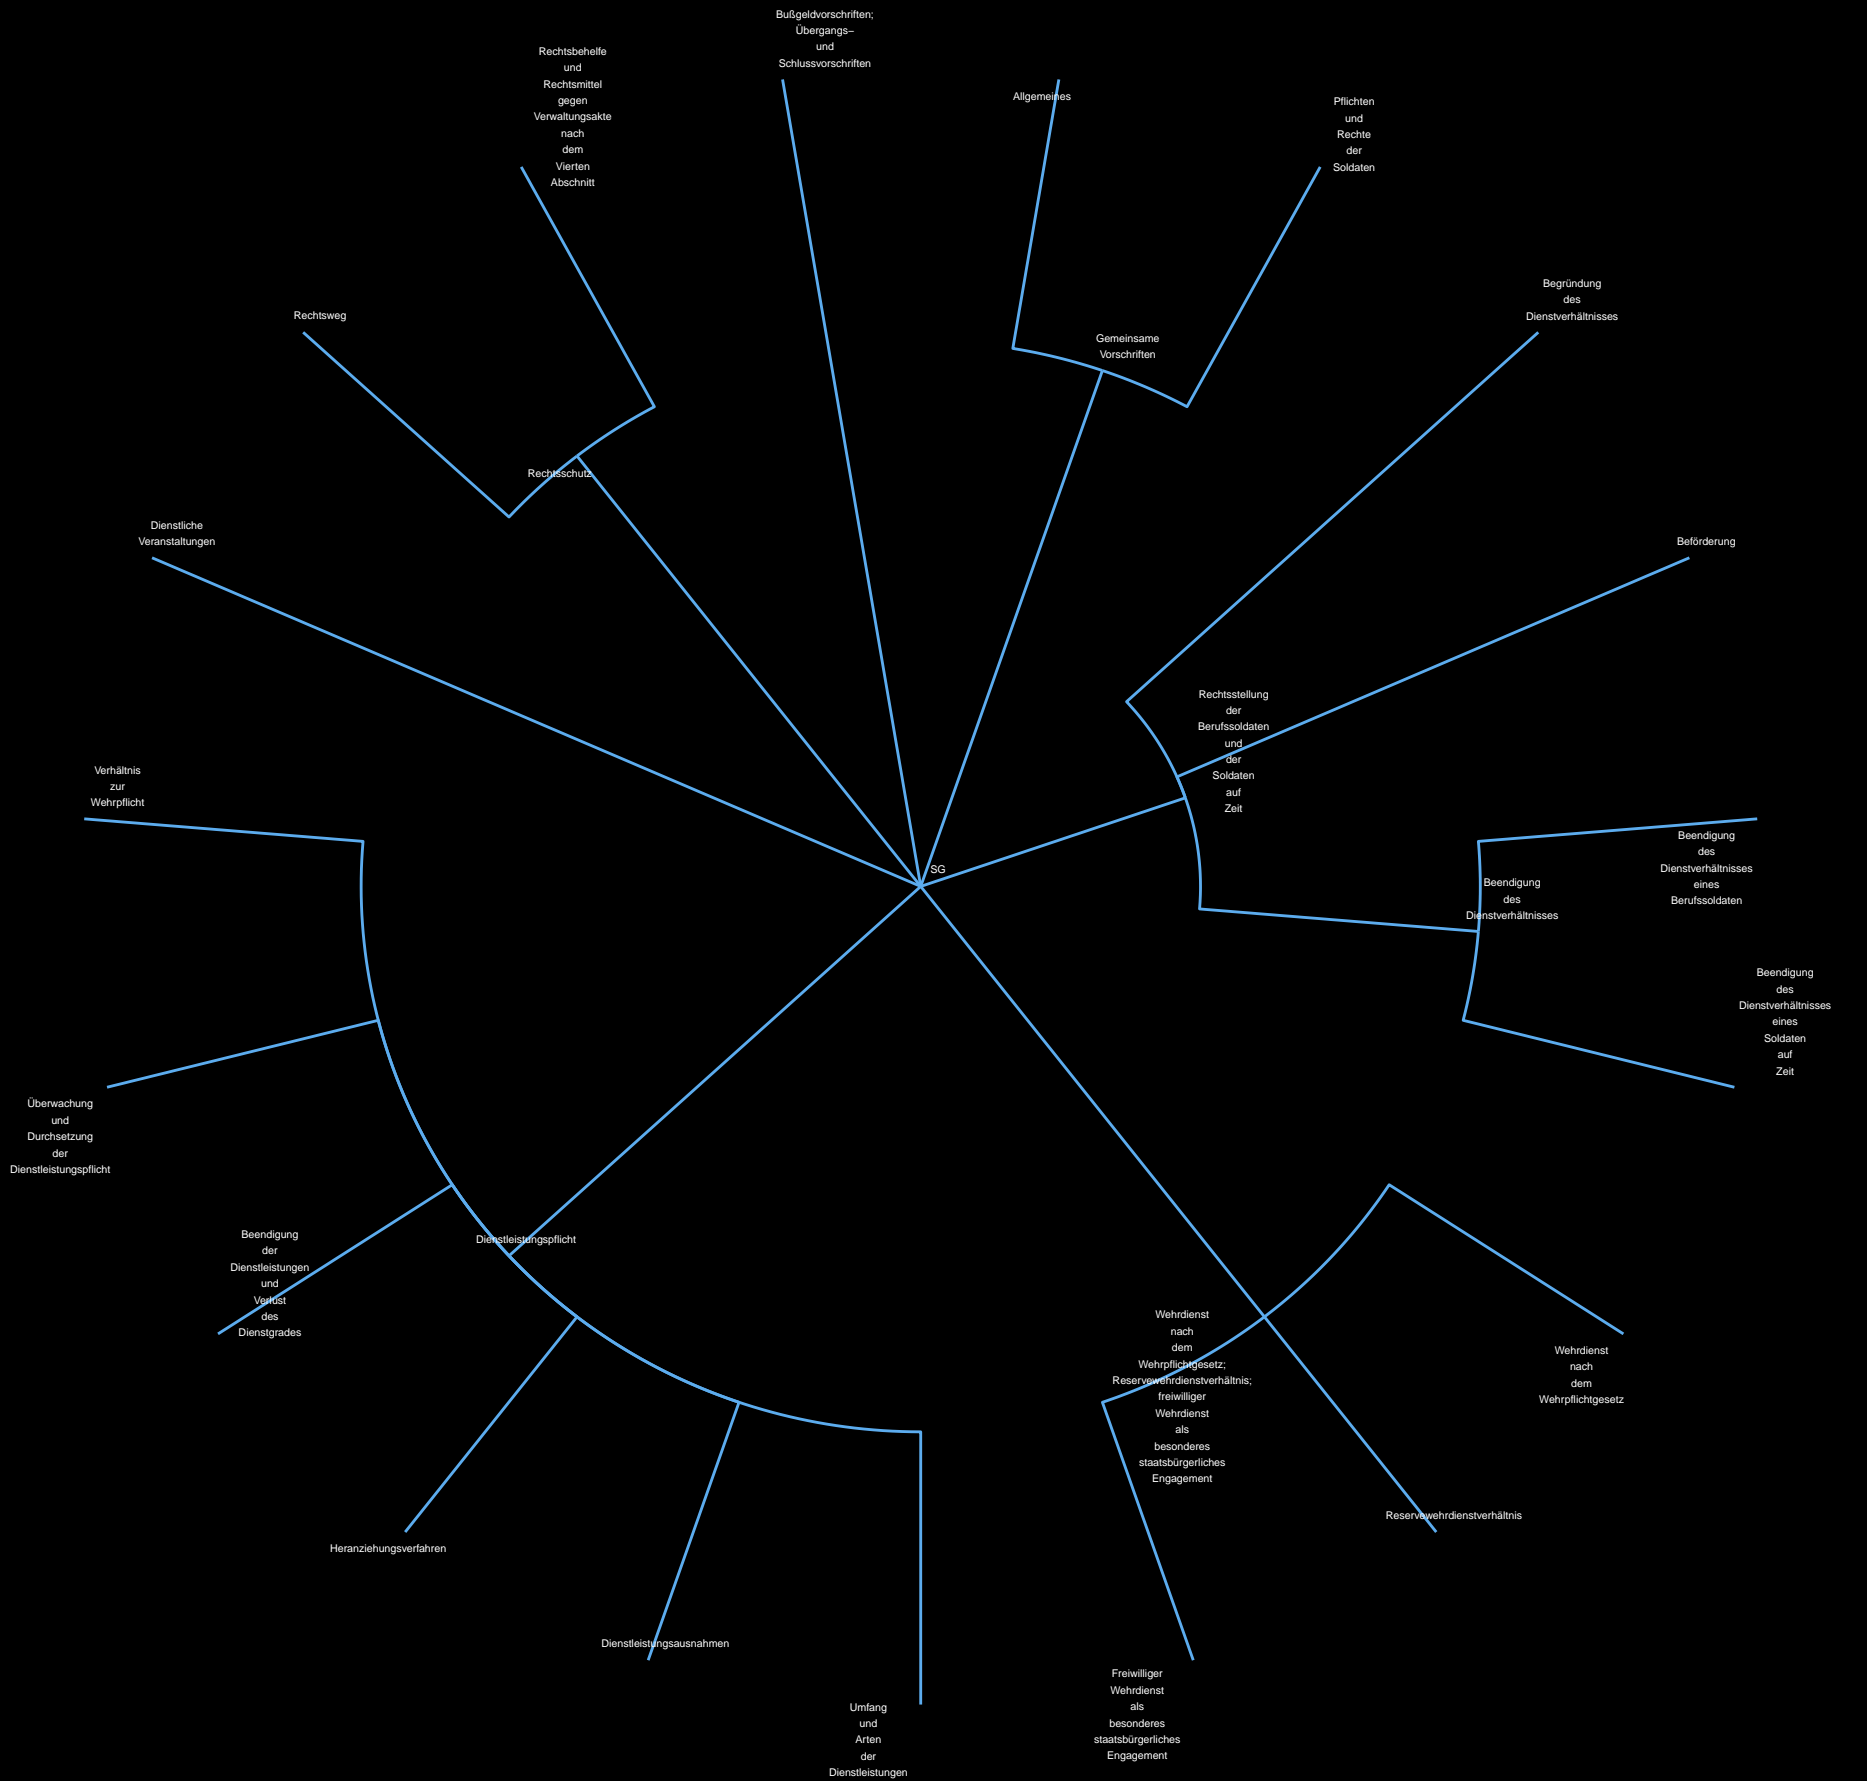 Bußgeldvorschriften;
Übergangs–
und
Schlussvorschriften
Rechtsbehelfe
und
Rechtsmittel
gegen
Verwaltungsakte
nach
dem
Vierten
Abschnitt
Allgemeines
Pflichten
und
Rechte
der
Soldaten
Begründung
des
Dienstverhältnisses
Rechtsweg
Gemeinsame
Vorschriften
Rechtsschutz
Dienstliche
Veranstaltungen
Beförderung
Rechtsstellung
der
Berufssoldaten
und
der
Soldaten
auf
Zeit
Verhältnis
zur
Wehrpflicht
SG
Beendigung
des
Dienstverhältnisses
eines
Berufssoldaten
Beendigung
des
Dienstverhältnisses
Beendigung
des
Dienstverhältnisses
eines
Soldaten
auf
Zeit
Überwachung
und
Durchsetzung
der
Dienstleistungspflicht
Beendigung
der
Dienstleistungen
und
Verlust
des
Dienstgrades
Dienstleistungspflicht
Wehrdienst
nach
dem
Wehrpflichtgesetz;
Reservewehrdienstverhältnis;
freiwilliger
Wehrdienst
als
besonderes
staatsbürgerliches
Engagement
Wehrdienst
nach
dem
Wehrpflichtgesetz
Reservewehrdienstverhältnis
Heranziehungsverfahren
Dienstleistungsausnahmen
Freiwilliger
Wehrdienst
als
besonderes
staatsbürgerliches
Engagement
Umfang
und
Arten
der
Dienstleistungen